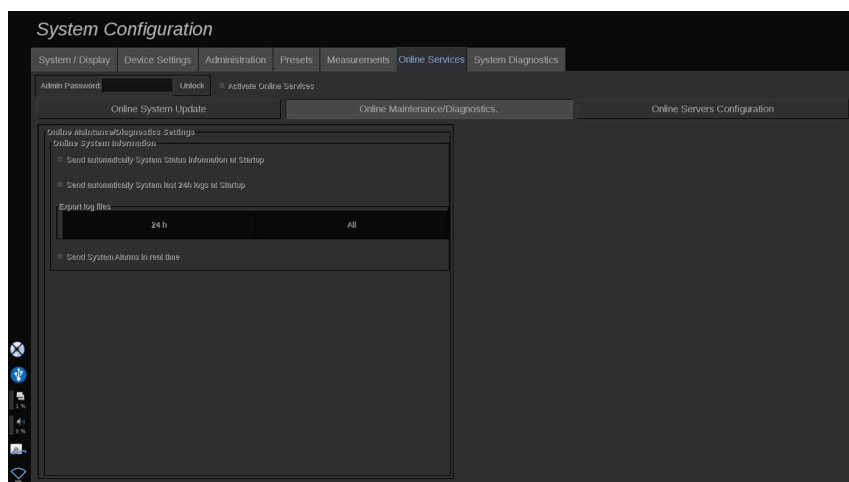 System Configuration
System / Display Device Settings Administration Presets Measurements Online Services System Diagnostics
Admin Password: Unlock Activate Online Services
Online System Update Online Maintenance/Diagnostics. Online Servers Configuration
Online Maintance/Diagnostics Settings
Online System Information
Send automatically System Status Information at Startup
Send automatically System last 24h logs at Startup
Export log files
24 h All
Send System Alarms in real time
1 %
0 %